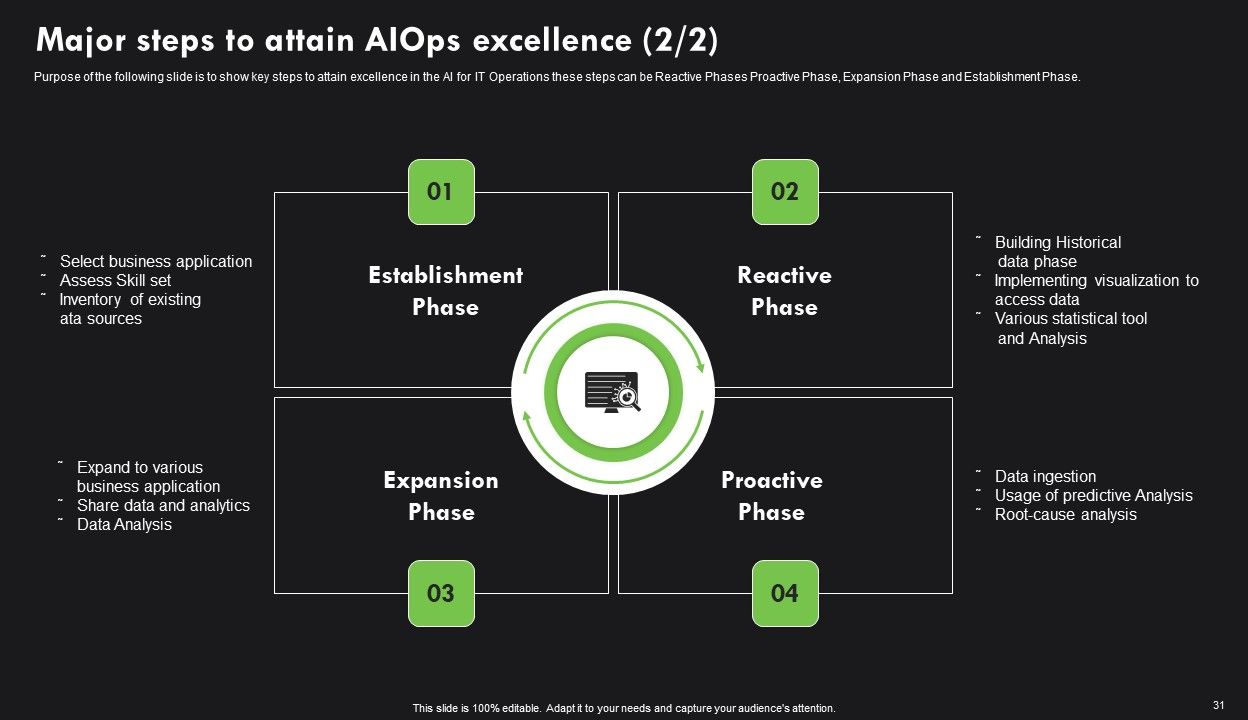 Major steps to attain AIOps excellence (2/2)
Purpose of the following slide is to show key steps to attain excellence in the AI for IT Operations these steps can be Reactive Phases Proactive Phase, Expansion Phase and Establishment Phase.
01
Establishment
Phase
~ Select business application
~ Assess Skill set
~ Inventory of existing
ata sources
02
Reactive
Phase
~ Building Historical
data phase
~ Implementing visualization to
access data
~ Various statistical tool
and Analysis
Expansion
Phase
03
~ Expand to various
business application
~ Share data and analytics
~ Data Analysis
Proactive
Phase
04
~ Data ingestion
~ Usage of predictive Analysis
~ Root-cause analysis
This slide is 100% editable. Adapt it to your needs and capture your audience's attention.
31